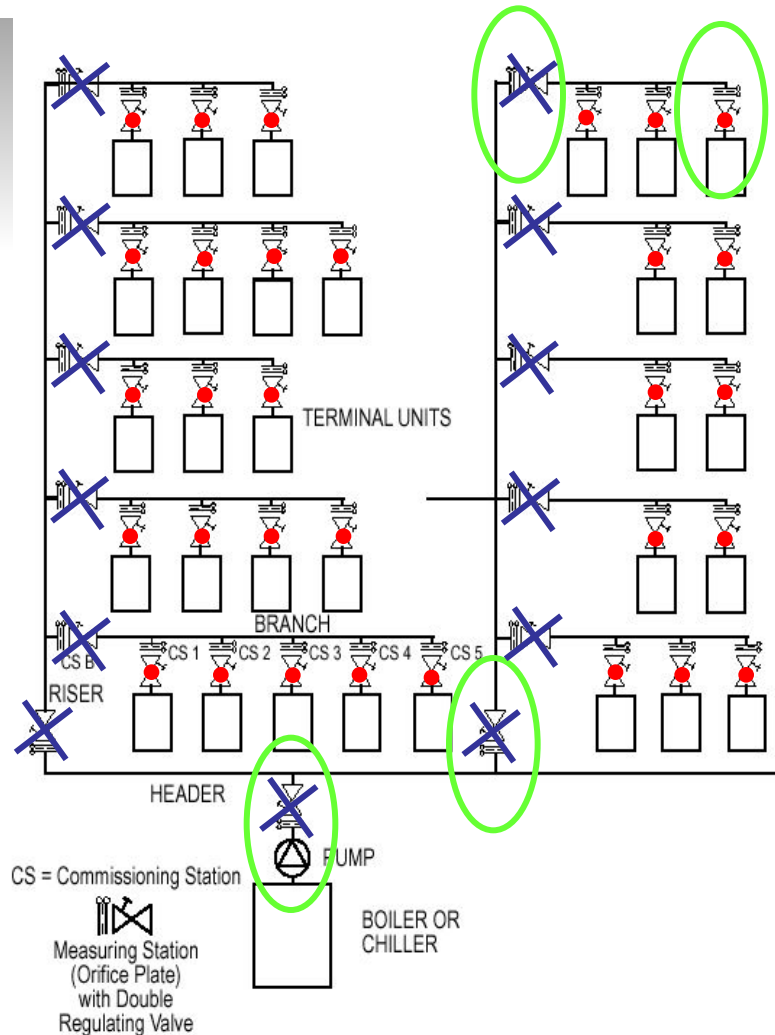 TERMINAL UNITS
BRANCH
CS B
CS 1
CS 2
CS 3
CS 4
CS 5
RISER
HEADER
PUMP
CS = Commissioning Station
BOILER OR
CHILLER
Measuring Station
(Orifice Plate)
with Double
Regulating Valve